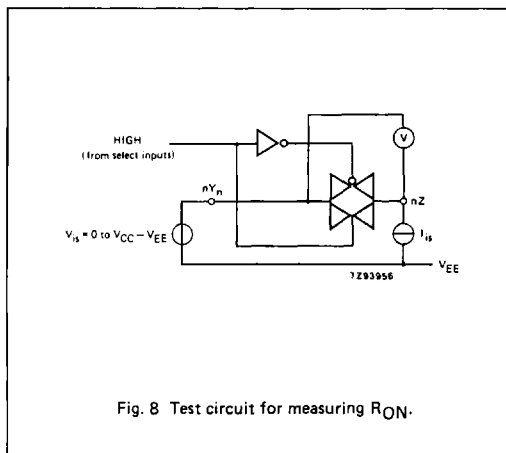 HIGH
(from select inputs)
V
nYn
nZ
Vis = 0 to VCC – VEE
Iis
7Z93956
VEE
Fig. 8 Test circuit for measuring RON.